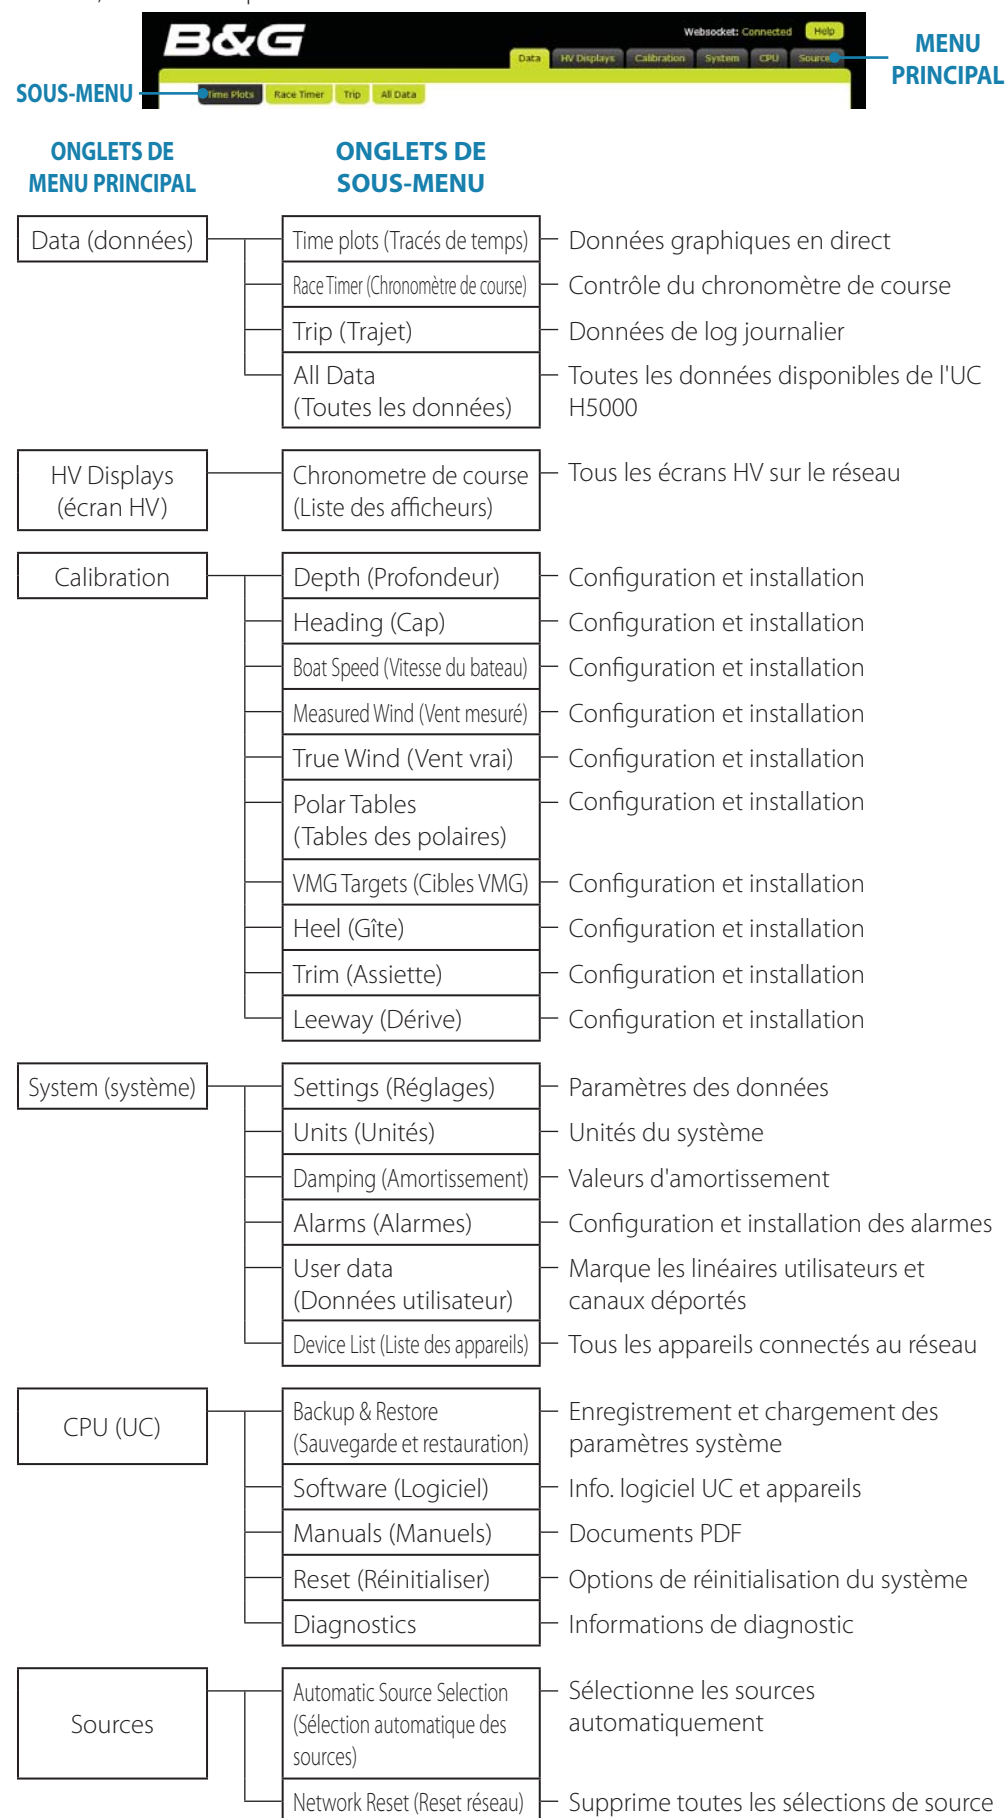 B&G
Websocket: Connected Help
Data HV Displays Calibration System CPU Sources
MENU
PRINCIPAL
SOUS-MENU
Time Plots Race Timer Trip All Data
ONGLETS DE
MENU PRINCIPAL
ONGLETS DE
SOUS-MENU
Data (données)
Time plots (Tracés de temps)
Données graphiques en direct
Race Timer (Chronomètre de course)
Contrôle du chronomètre de course
Trip (Trajet)
Données de log journalier
All Data
(Toutes les données)
Toutes les données disponibles de l'UC
H5000
HV Displays
(écran HV)
Chronometre de course
(Liste des afficheurs)
Tous les écrans HV sur le réseau
Calibration
Depth (Profondeur)
Configuration et installation
Heading (Cap)
Configuration et installation
Boat Speed (Vitesse du bateau)
Configuration et installation
Measured Wind (Vent mesuré)
Configuration et installation
True Wind (Vent vrai)
Configuration et installation
Polar Tables
(Tables des polaires)
Configuration et installation
VMG Targets (Cibles VMG)
Configuration et installation
Heel (Gîte)
Configuration et installation
Trim (Assiette)
Configuration et installation
Leeway (Dérive)
Configuration et installation
System (système)
Settings (Réglages)
Paramètres des données
Units (Unités)
Unités du système
Damping (Amortissement)
Valeurs d'amortissement
Alarms (Alarmes)
Configuration et installation des alarmes
User data
(Données utilisateur)
Marque les linéaires utilisateurs et
canaux déportés
Device List (Liste des appareils)
Tous les appareils connectés au réseau
CPU (UC)
Backup & Restore
(Sauvegarde et restauration)
Enregistrement et chargement des
paramètres système
Software (Logiciel)
Info. logiciel UC et appareils
Manuals (Manuels)
Documents PDF
Reset (Réinitialiser)
Options de réinitialisation du système
Diagnostics
Informations de diagnostic
Sources
Automatic Source Selection
(Sélection automatique des
sources)
Sélectionne les sources
automatiquement
Network Reset (Reset réseau)
Supprime toutes les sélections de source